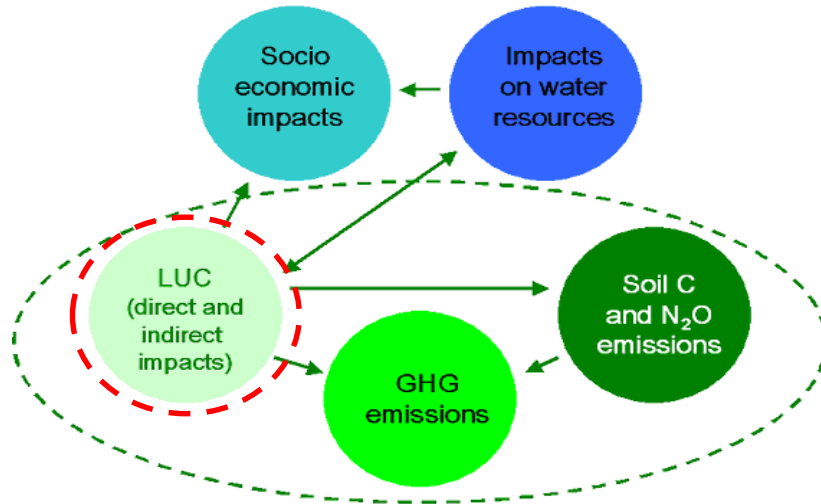 Socio
economic
impacts
Impacts
on water
resources
LUC
(direct and
indirect
impacts)
Soil C
and N₂O
emissions
GHG
emissions